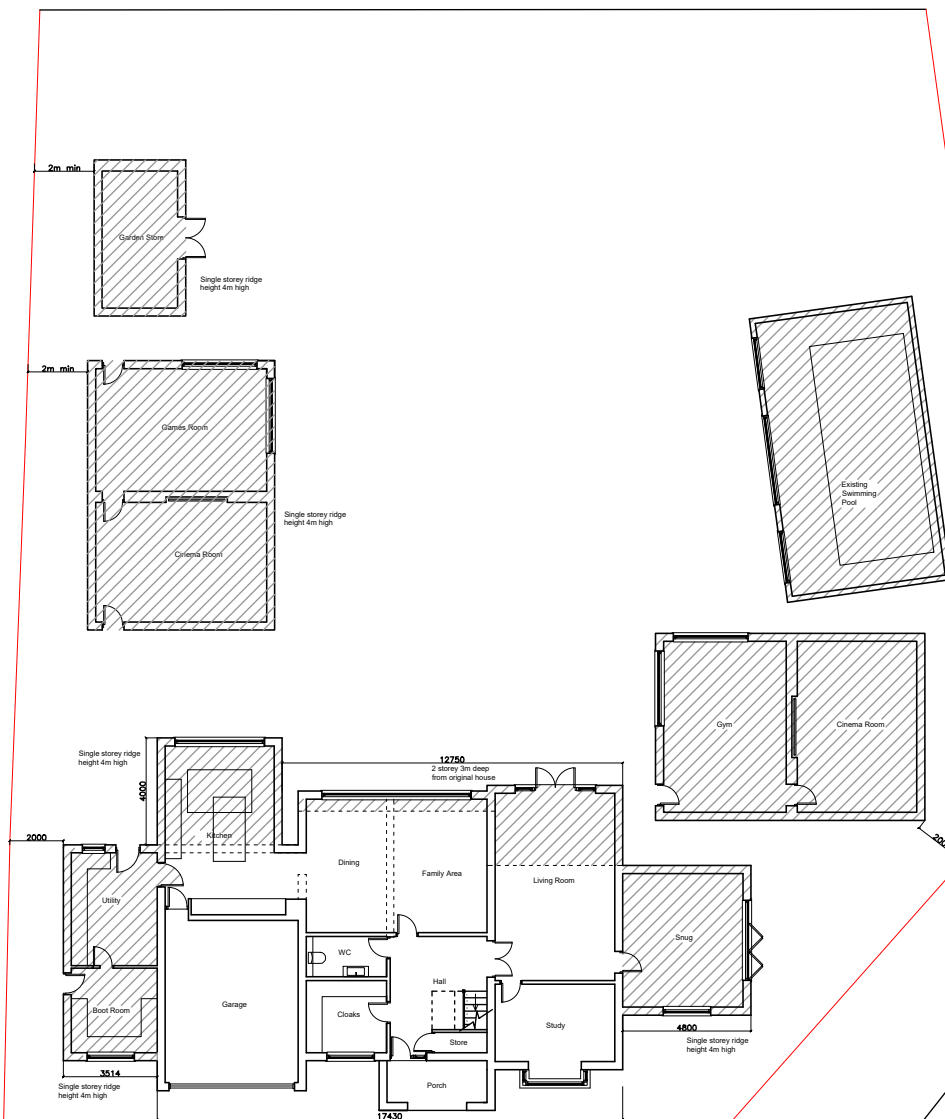 2m min
Garden Store
Single storey ridge
height 4m high
2m min
Games Room
Existing
Swimming
Pool
Single storey ridge
height 4m high
Cinema Room
Gym
Cinema Room
Single storey ridge
height 4m high
12750
2 storey 3m deep
from original house
4000
2000
200
Kitchen
Dining
Family Area
Living Room
Utility
Snug
WC
Hall
Garage
Boot Room
Cloaks
Study
Store
4800
Single storey ridge
height 4m high
3514
Porch
Single storey ridge
height 4m high
17430